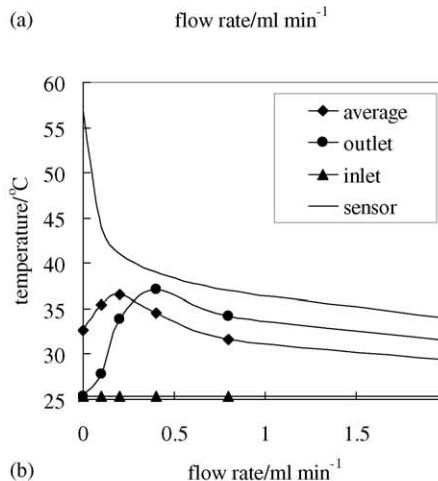 (a) flow rate/ml min⁻¹
60
55
50
45
40
35
30
25
temperature/°C
average
outlet
inlet
sensor
0 0.5 1 1.5
(b) flow rate/ml min⁻¹